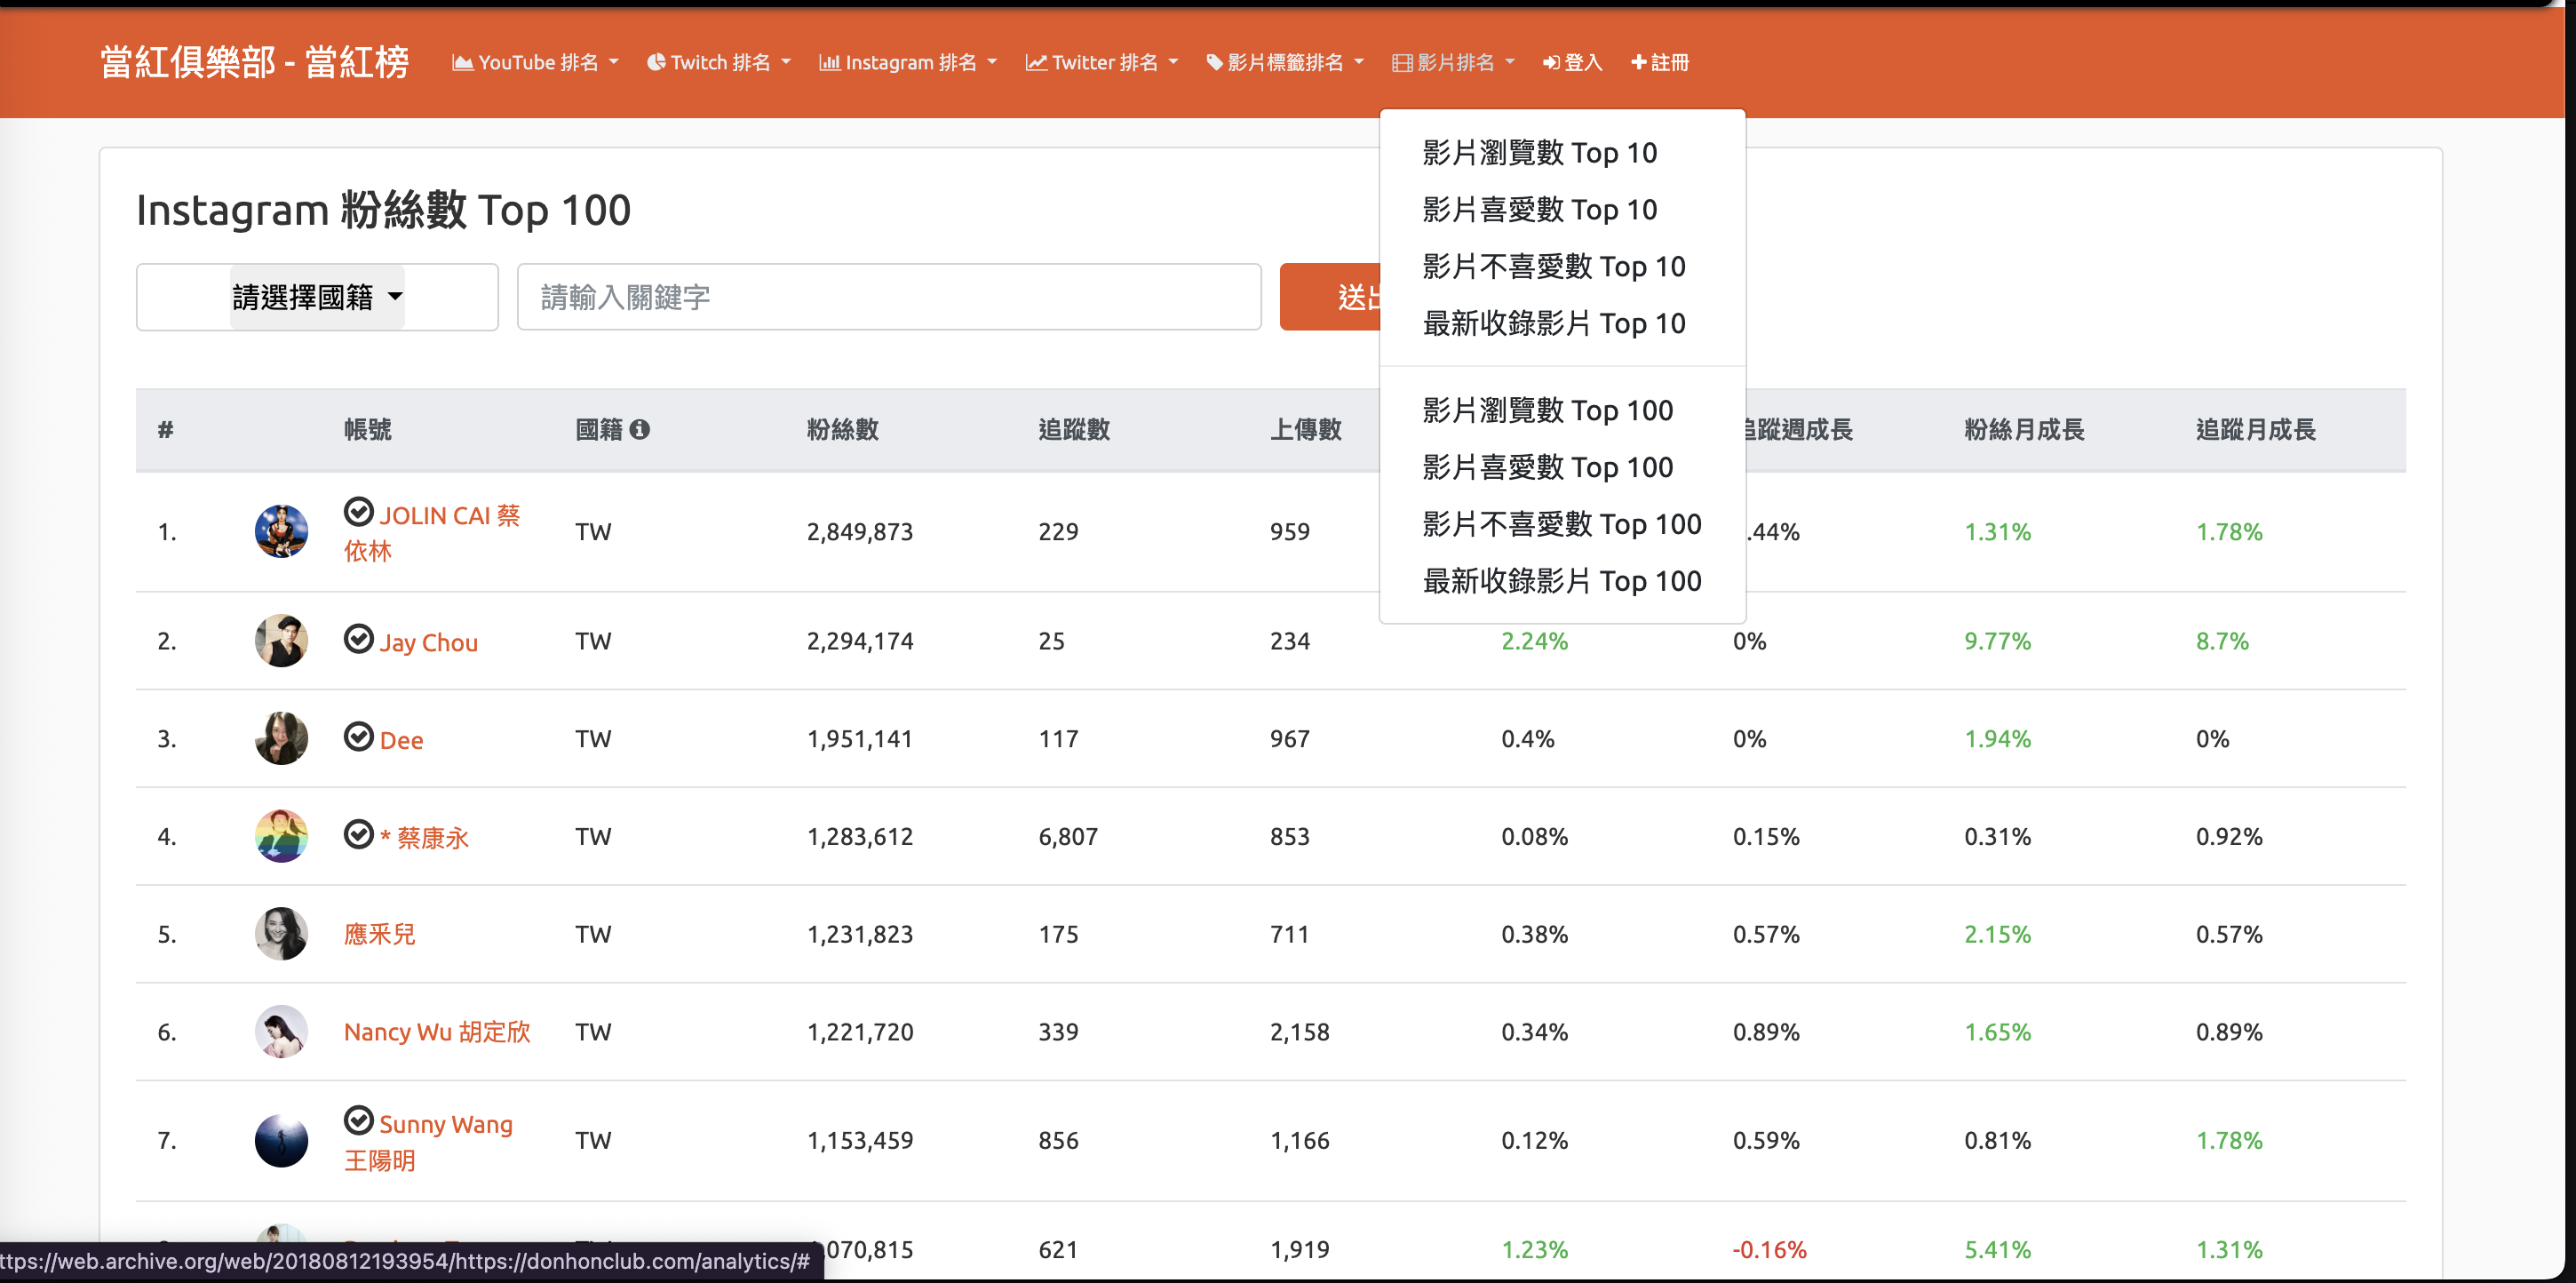 當紅俱樂部 - 當紅榜 YouTube 排名 Twitch 排名 Instagram 排名 Twitter 排名 影片標籤排名 影片排名 登入 註冊
影片瀏覽數 Top 10
影片喜愛數 Top 10
影片不喜愛數 Top 10
最新收錄影片 Top 10
影片瀏覽數 Top 100
影片喜愛數 Top 100
影片不喜愛數 Top 100
最新收錄影片 Top 100
Instagram 粉絲數 Top 100
請選擇國籍 請輸入關鍵字 送出
# 帳號 國籍 粉絲數 追蹤數 上傳數 追蹤週成長 粉絲月成長 追蹤月成長
1. JOLIN CAI 蔡 TW 2,849,873 229 959 .44% 1.31% 1.78%
依林
2. Jay Chou TW 2,294,174 25 234 2.24% 0% 9.77% 8.7%
3. Dee TW 1,951,141 117 967 0.4% 0% 1.94% 0%
4. * 蔡康永 TW 1,283,612 6,807 853 0.08% 0.15% 0.31% 0.92%
5. 應釆兒 TW 1,231,823 175 711 0.38% 0.57% 2.15% 0.57%
6. Nancy Wu 胡定欣 TW 1,221,720 339 2,158 0.34% 0.89% 1.65% 0.89%
7. Sunny Wang TW 1,153,459 856 1,166 0.12% 0.59% 0.81% 1.78%
王陽明
070,815 621 1,919 1.23% -0.16% 5.41% 1.31%
ttps://web.archive.org/web/20180812193954/https://donhonclub.com/analytics/#